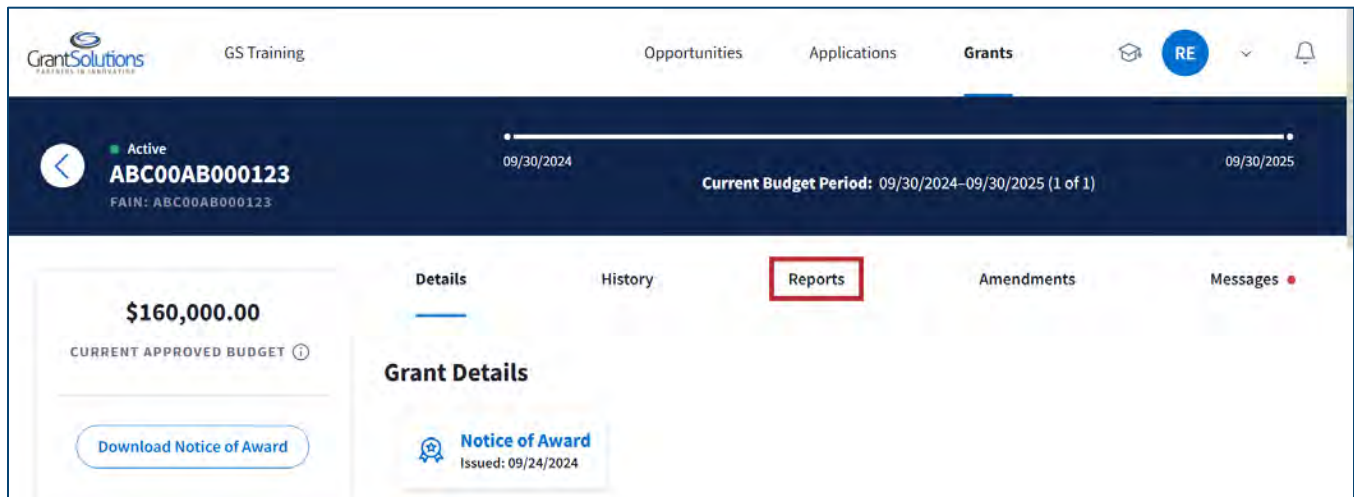 GrantSolutions
PARTNERS IN INNOVATION
GS Training
Opportunities
Applications
Grants
RE
Active
ABC00AB000123
FAIN: ABC00AB000123
09/30/2024
09/30/2025
Current Budget Period: 09/30/2024–09/30/2025 (1 of 1)
$160,000.00
CURRENT APPROVED BUDGET
Download Notice of Award
Details
History
Reports
Amendments
Messages
Grant Details
Notice of Award
Issued: 09/24/2024